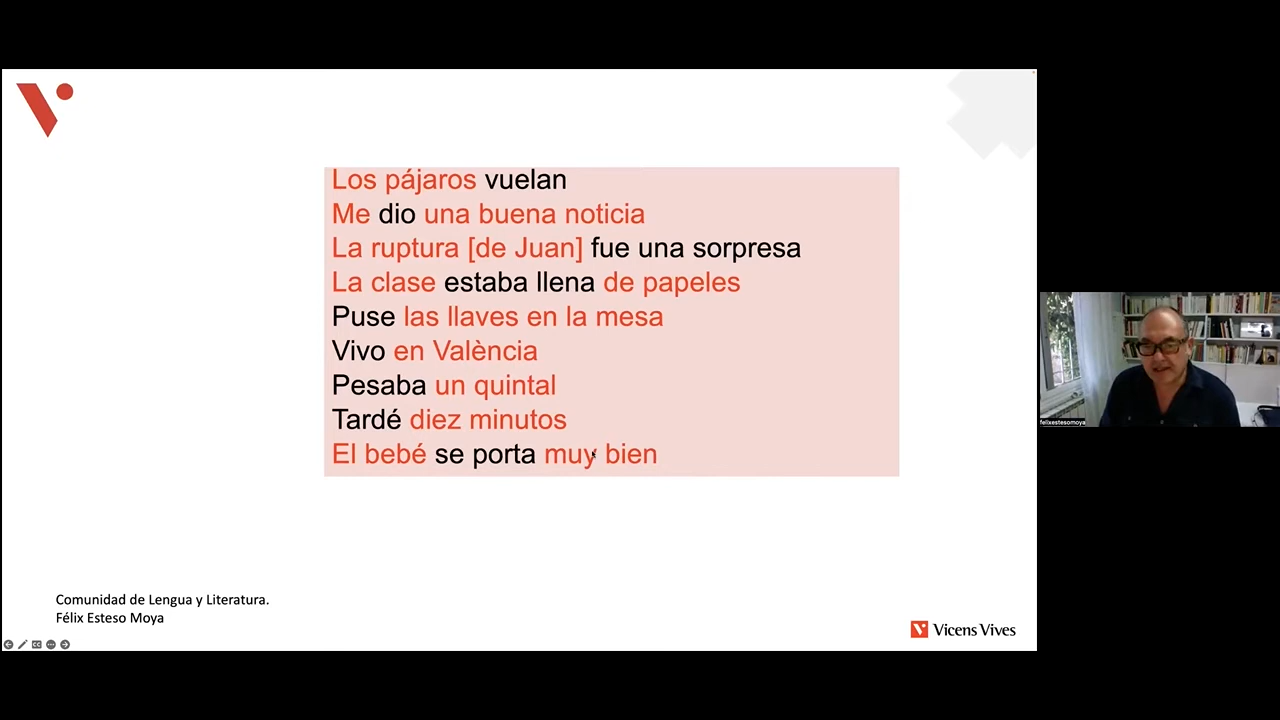 Los pájaros vuelan
Me dio una buena noticia
La ruptura [de Juan] fue una sorpresa
La clase estaba llena de papeles
Puse las llaves en la mesa
Vivo en València
Pesaba un quintal
Tardé diez minutos
El bebé se porta muy bien
felixestesomoya
Comunidad de Lengua y Literatura.
Félix Esteso Moya
Vicens Vives